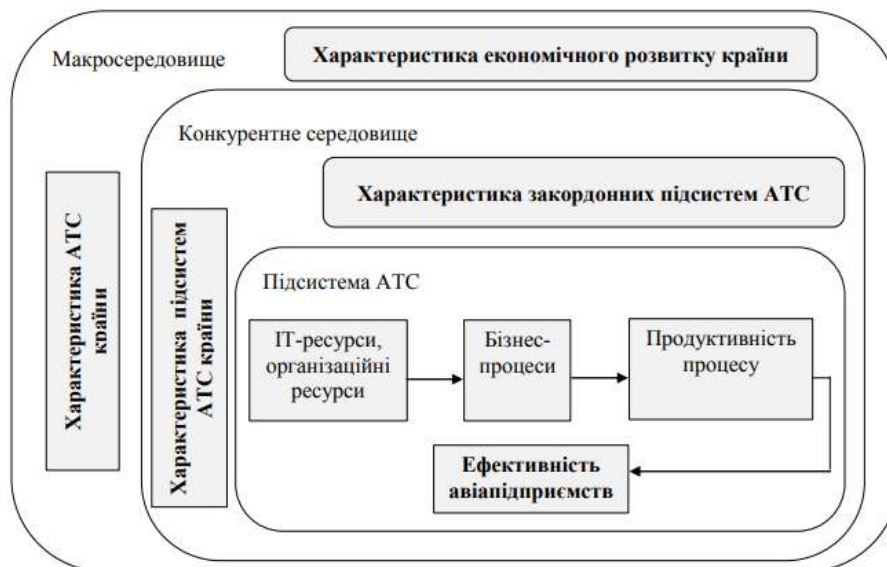 Макросередовище
Характеристика економічного розвитку країни
Конкурентне середовище
Характеристика закордонних підсистем АТС
Характеристика АТС
країни
Характеристика підсистем
АТС країни
Підсистема АТС
ІТ-ресурси,
організаційні
ресурси
Бізнес-
процеси
Продуктивність
процесу
Ефективність
авіапідприємств